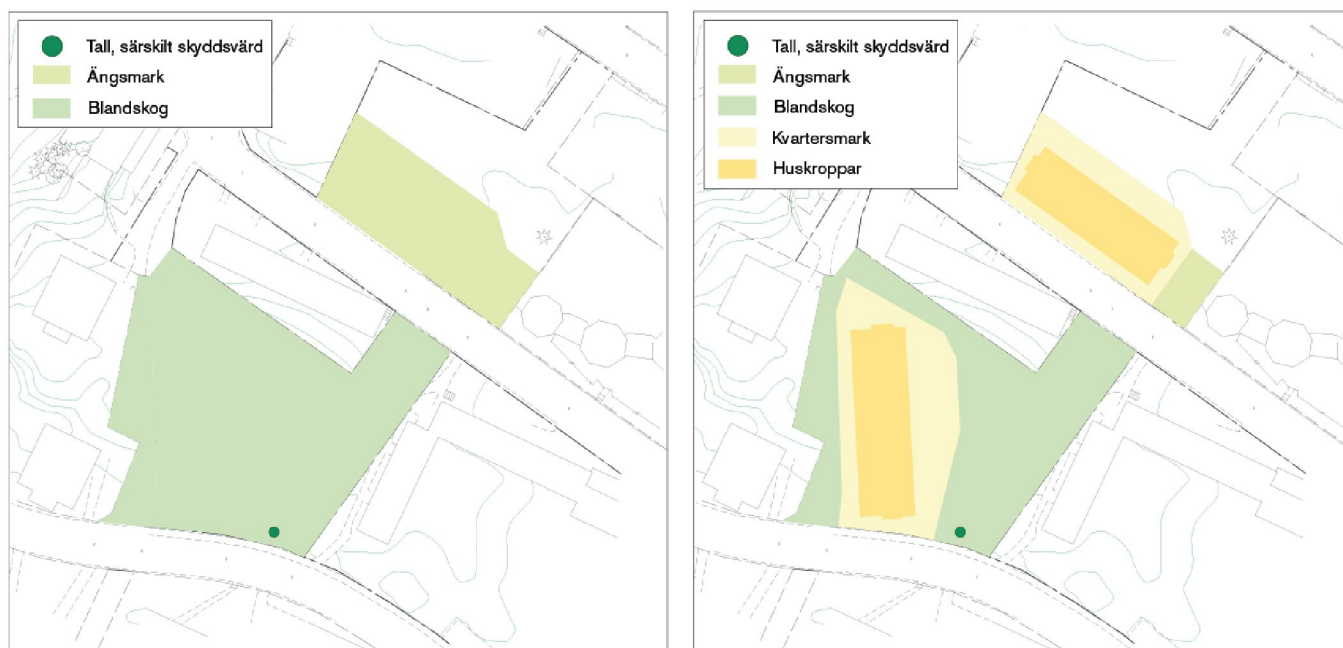 Tall, särskilt skyddsvärd
Ängsmark
Blandskog
Tall, särskilt skyddsvärd
Ängsmark
Blandskog
Kvartersmark
Huskroppar